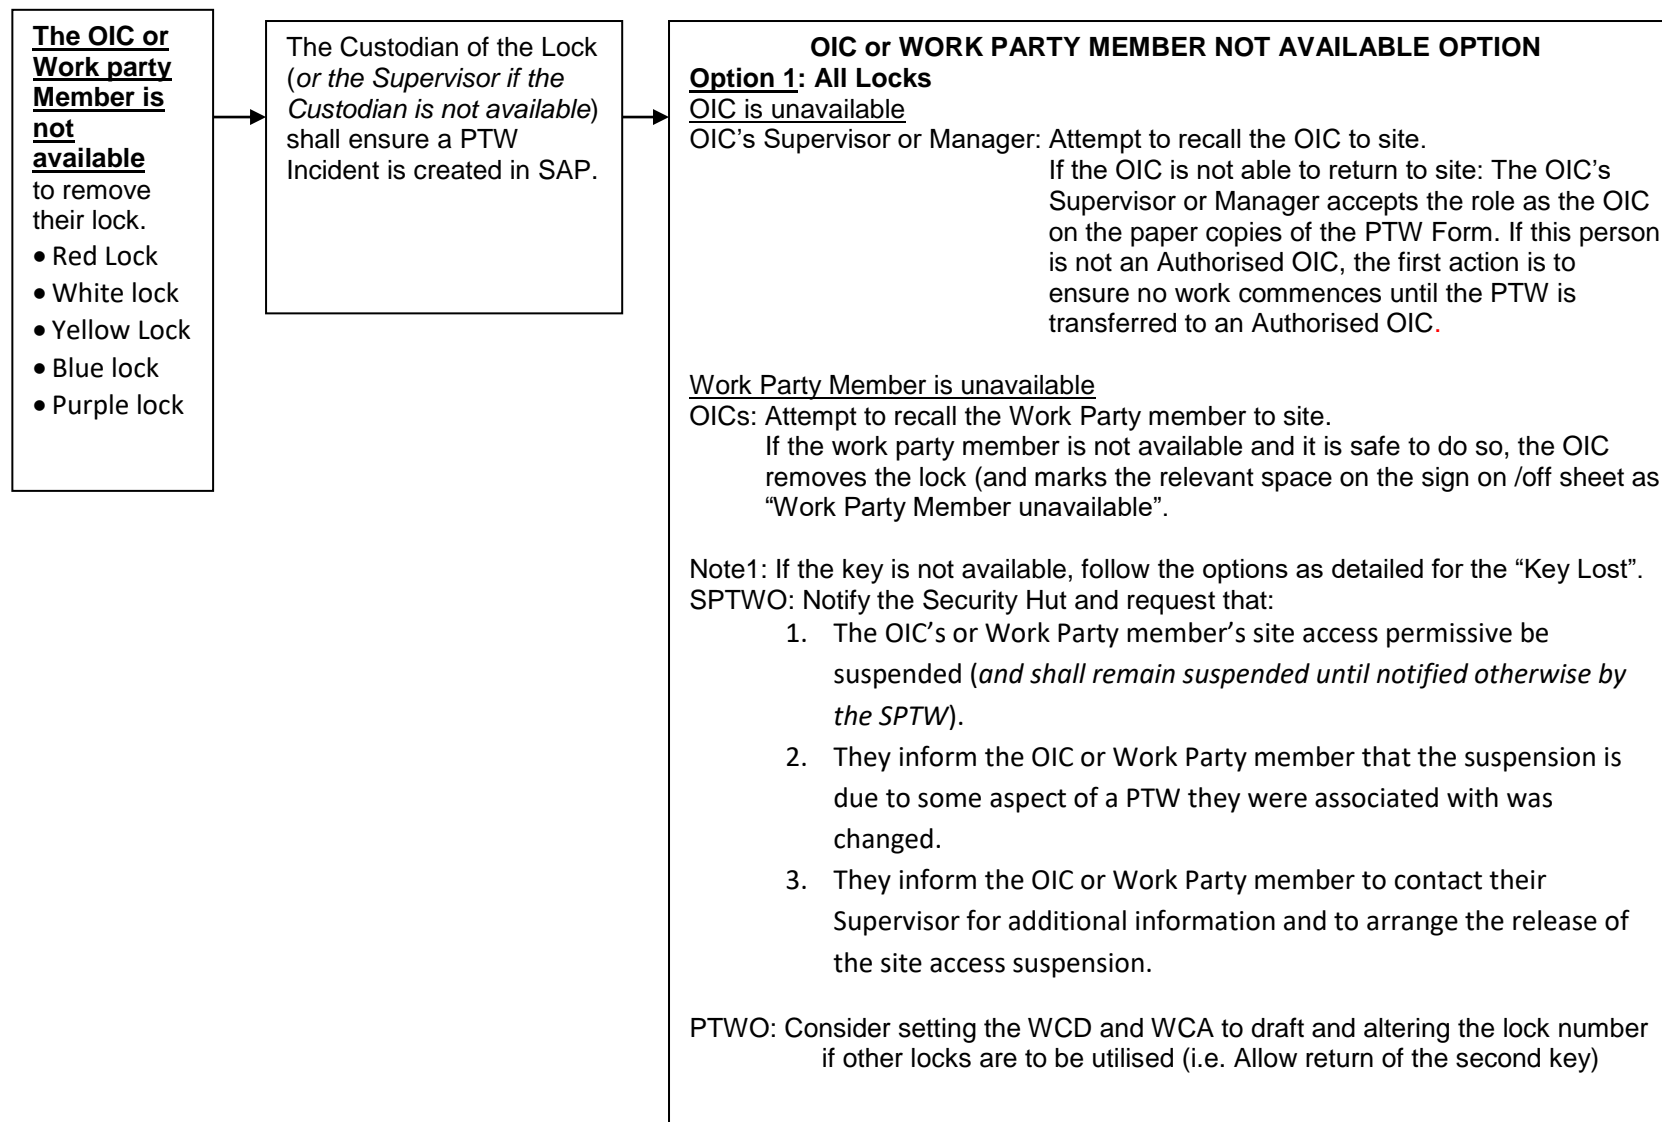 The OIC or
Work party
Member is
not
available
to remove
their lock.
• Red Lock
• White lock
• Yellow Lock
• Blue lock
• Purple lock
The Custodian of the Lock
(or the Supervisor if the
Custodian is not available)
shall ensure a PTW
Incident is created in SAP.
OIC or WORK PARTY MEMBER NOT AVAILABLE OPTION
Option 1: All Locks
OIC is unavailable
OIC’s Supervisor or Manager: Attempt to recall the OIC to site.
If the OIC is not able to return to site: The OIC’s
Supervisor or Manager accepts the role as the OIC
on the paper copies of the PTW Form. If this person
is not an Authorised OIC, the first action is to
ensure no work commences until the PTW is
transferred to an Authorised OIC.
Work Party Member is unavailable
OICs: Attempt to recall the Work Party member to site.
If the work party member is not available and it is safe to do so, the OIC
removes the lock (and marks the relevant space on the sign on /off sheet as
“Work Party Member unavailable”.
Note1: If the key is not available, follow the options as detailed for the “Key Lost”.
SPTWO: Notify the Security Hut and request that:
1. The OIC’s or Work Party member’s site access permissive be
suspended (and shall remain suspended until notified otherwise by
the SPTW).
2. They inform the OIC or Work Party member that the suspension is
due to some aspect of a PTW they were associated with was
changed.
3. They inform the OIC or Work Party member to contact their
Supervisor for additional information and to arrange the release of
the site access suspension.
PTWO: Consider setting the WCD and WCA to draft and altering the lock number
if other locks are to be utilised (i.e. Allow return of the second key)